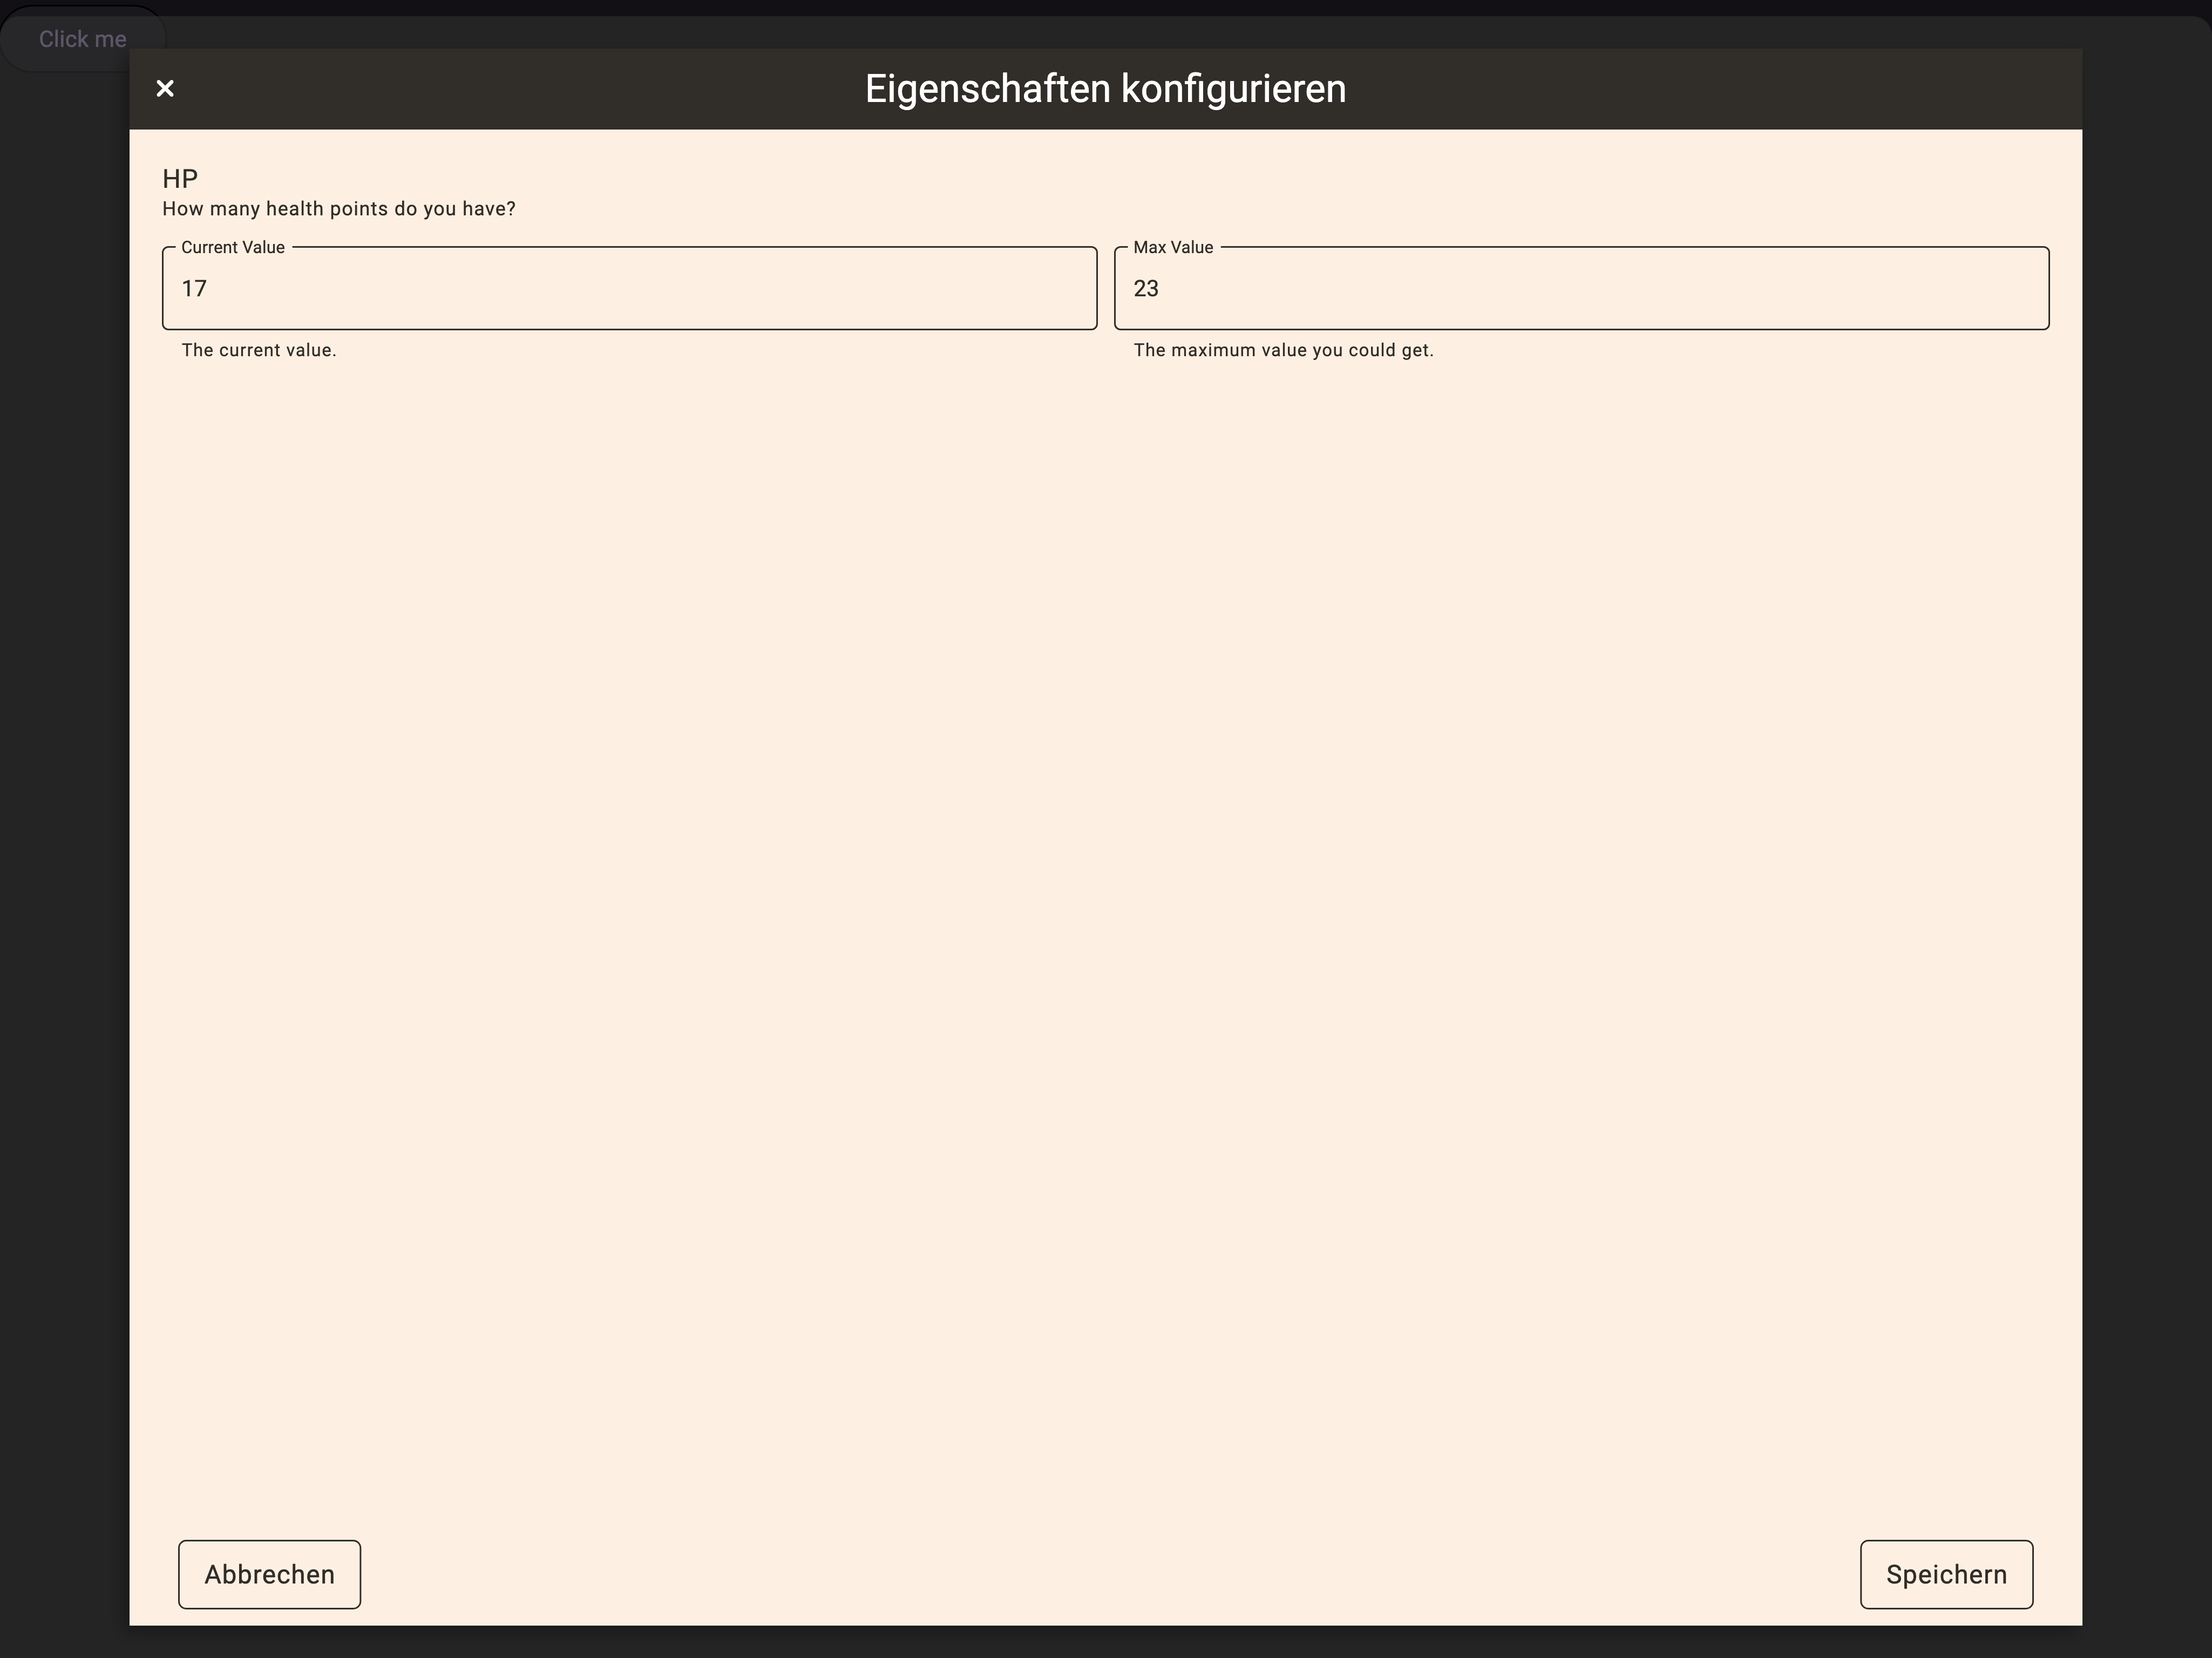 Click me
Eigenschaften konfigurieren
HP
How many health points do you have?
Current Value
17
The current value.
Max Value
23
The maximum value you could get.
Abbrechen
Speichern